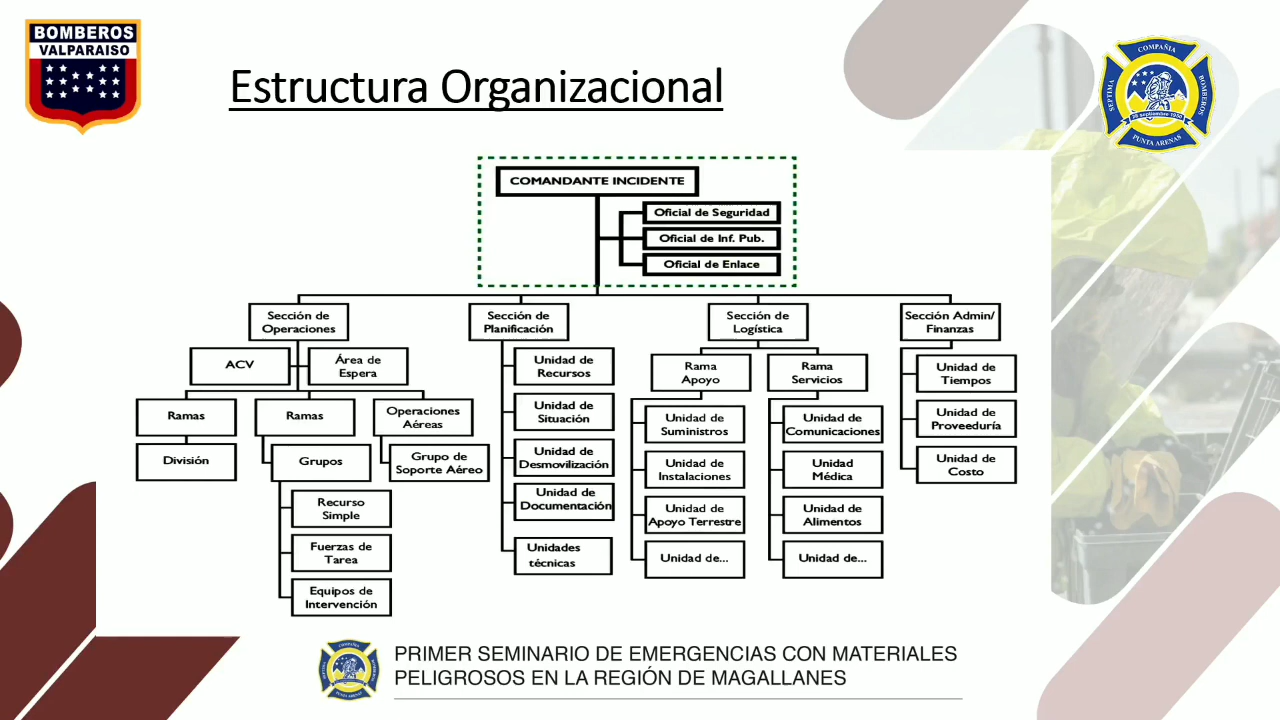 BOMBEROS
VALPARAISO
Estructura Organizacional
COMPAÑIA
SEPTIMA
BOMBEROS
28 septiembre 1950
PUNTA ARENAS
COMANDANTE INCIDENTE
Oficial de Seguridad
Oficial de Inf. Pub.
Oficial de Enlace
Sección de
Operaciones
Sección de
Planificación
Sección de
Logística
Sección Admin/
Finanzas
ACV
Área de
Espera
Ramas
Ramas
Operaciones
Aéreas
División
Grupos
Grupo de
Soporte Aéreo
Recurso
Simple
Fuerzas de
Tarea
Equipos de
Intervención
Unidad de
Recursos
Unidad de
Situación
Unidad de
Desmovilización
Unidad de
Documentación
Unidades
técnicas
Rama
Apoyo
Rama
Servicios
Unidad de
Suministros
Unidad de
Instalaciones
Unidad de
Apoyo Terrestre
Unidad de...
Unidad de
Comunicaciones
Unidad
Médica
Unidad de
Alimentos
Unidad de...
Unidad de
Tiempos
Unidad de
Proveeduría
Unidad de
Costo
PRIMER SEMINARIO DE EMERGENCIAS CON MATERIALES
PELIGROSOS EN LA REGIÓN DE MAGALLANES